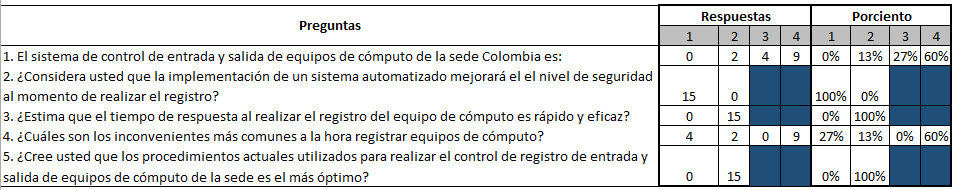 Preguntas Respuestas Porciento
1 2 3 4 1 2 3 4
1. El sistema de control de entrada y salida de equipos de cómputo de la sede Colombia es: 0 2 4 9 0% 13% 27% 60%
2. ¿Considera usted que la implementación de un sistema automatizado mejorará el el nivel de seguridad
al momento de realizar el registro? 15 0 100% 0%
3. ¿Estima que el tiempo de respuesta al realizar el registro del equipo de cómputo es rápido y eficaz? 0 15 0% 100%
4. ¿Cuáles son los inconvenientes más comunes a la hora registrar equipos de cómputo? 4 2 0 9 27% 13% 0% 60%
5. ¿Cree usted que los procedimientos actuales utilizados para realizar el control de registro de entrada y
salida de equipos de cómputo de la sede es el más óptimo? 0 15 0% 100%